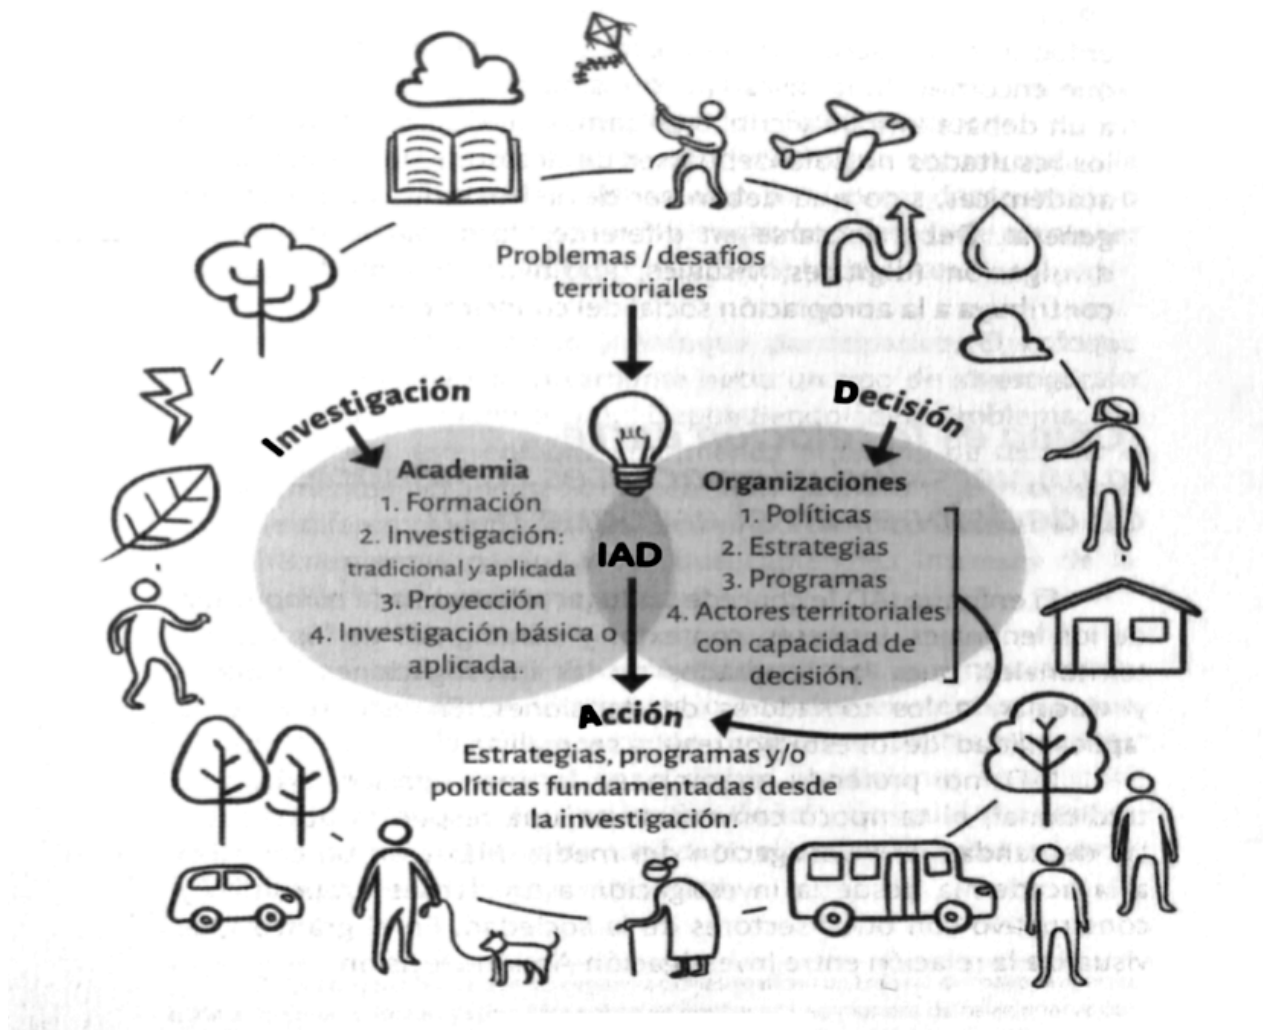 Problemas / desafíos
territoriales
Investigación
Decisión
Academia
1. Formación
2. Investigación:
tradicional y aplicada
3. Proyección
4. Investigación básica o
aplicada.
IAD
Organizaciones
1. Políticas
2. Estrategias
3. Programas
4. Actores territoriales
con capacidad de
decisión.
Acción
Estrategias, programas y/o
políticas fundamentadas desde
la investigación.